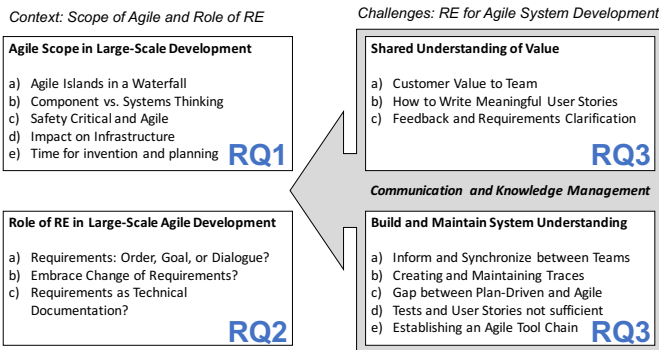 Context: Scope of Agile and Role of RE
Agile Scope in Large-Scale Development
a) Agile Islands in a Waterfall
b) Component vs. Systems Thinking
c) Safety Critical and Agile
d) Impact on Infrastructure
e) Time for invention and planning
RQ1
Role of RE in Large-Scale Agile Development
a) Requirements: Order, Goal, or Dialogue?
b) Embrace Change of Requirements?
c) Requirements as Technical
Documentation?
RQ2
Challenges: RE for Agile System Development
Shared Understanding of Value
a) Customer Value to Team
b) How to Write Meaningful User Stories
c) Feedback and Requirements Clarification
RQ3
Communication and Knowledge Management
Build and Maintain System Understanding
a) Inform and Synchronize between Teams
b) Creating and Maintaining Traces
c) Gap between Plan-Driven and Agile
d) Tests and User Stories not sufficient
e) Establishing an Agile Tool Chain
RQ3